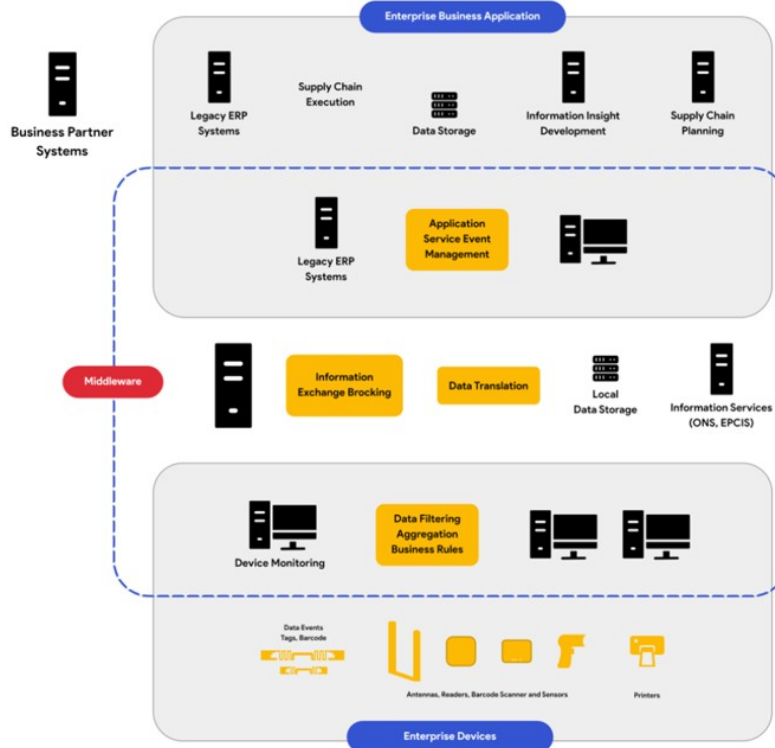 Enterprise Business Application
Business Partner
Systems
Legacy ERP
Systems
Supply Chain
Execution
Data Storage
Information Insight
Development
Supply Chain
Planning
Legacy ERP
Systems
Application
Service Event
Management
Middleware
Information
Exchange Brocking
Data Translation
Local
Data Storage
Information Services
(ONS, EPCIS)
Device Monitoring
Data Filtering
Aggregation
Business Rules
Data Events
Tags, Barcode
Antennas, Readers, Barcode Scanner and Sensors
Printers
Enterprise Devices